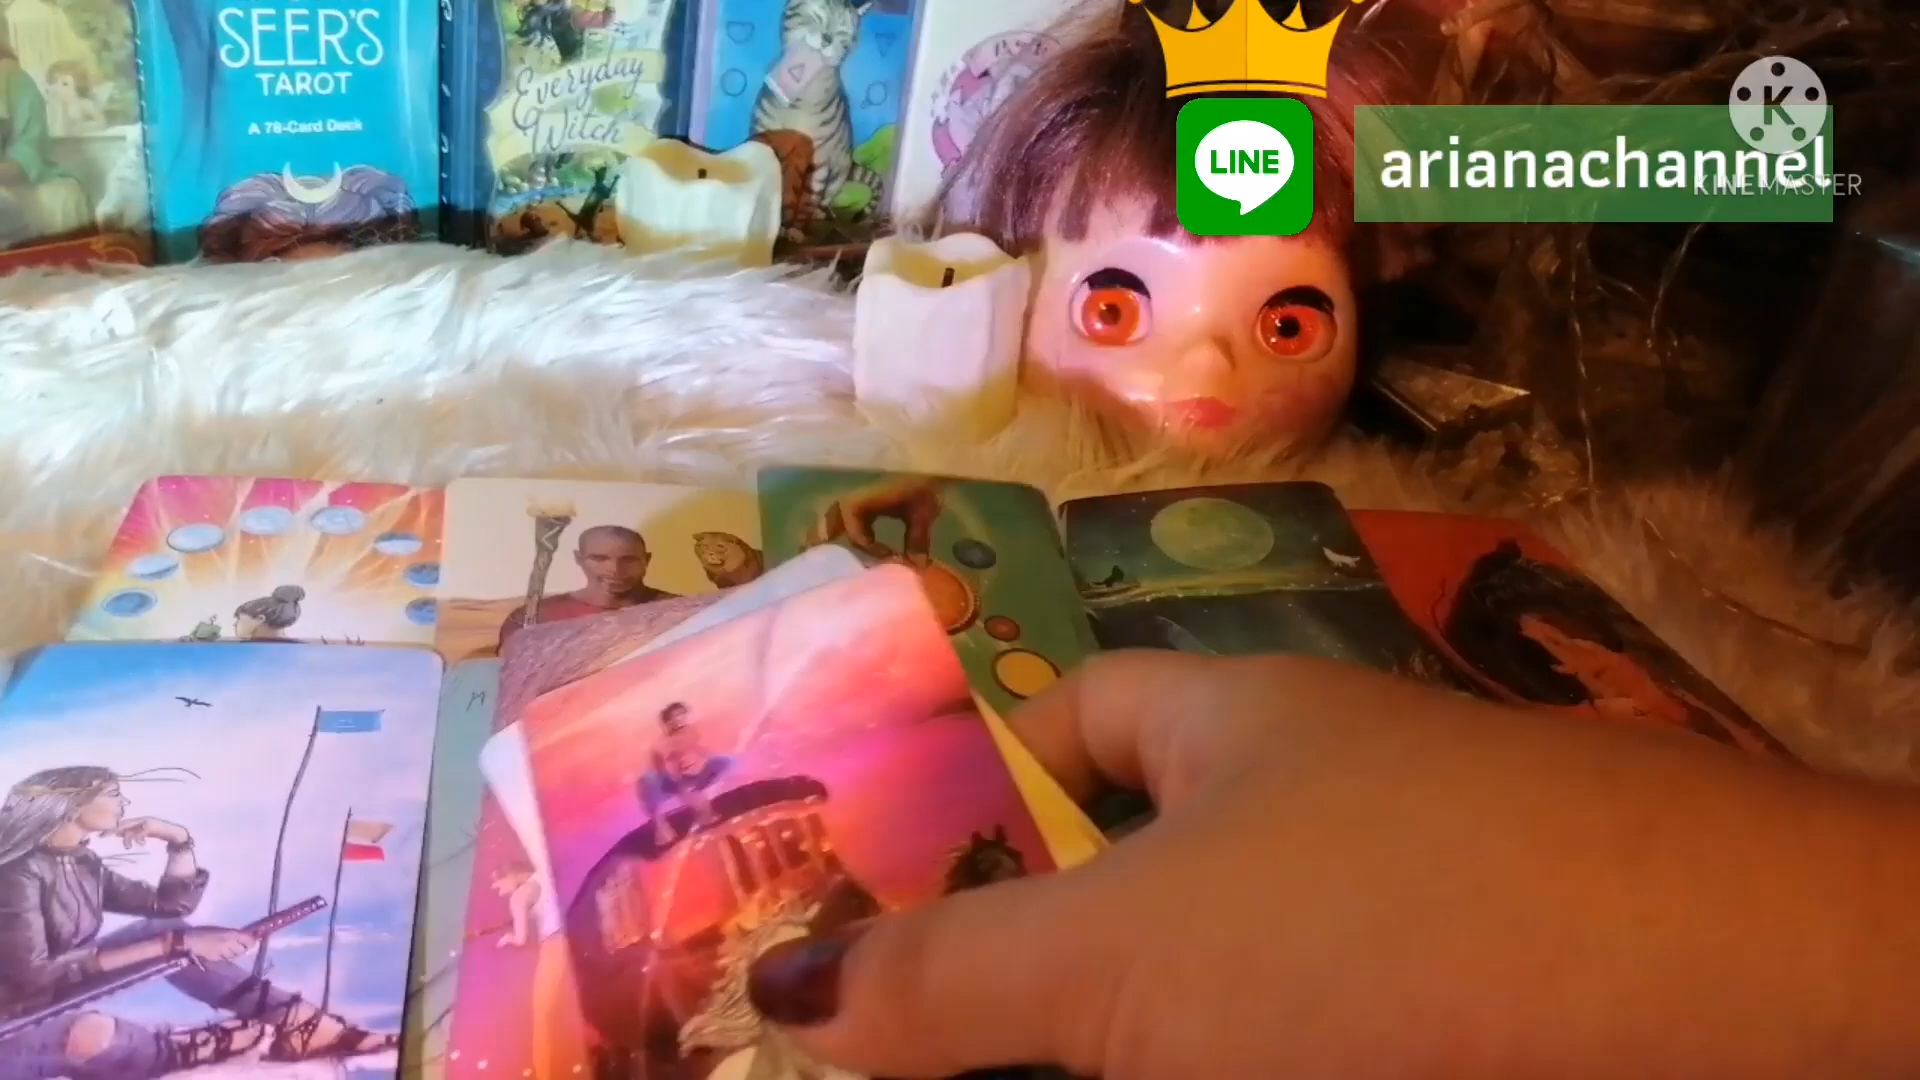 SEER'S
TAROT
A 78-Card Deck
Everyday
Witch
LINE
arianachannel
K
KINEMASTER